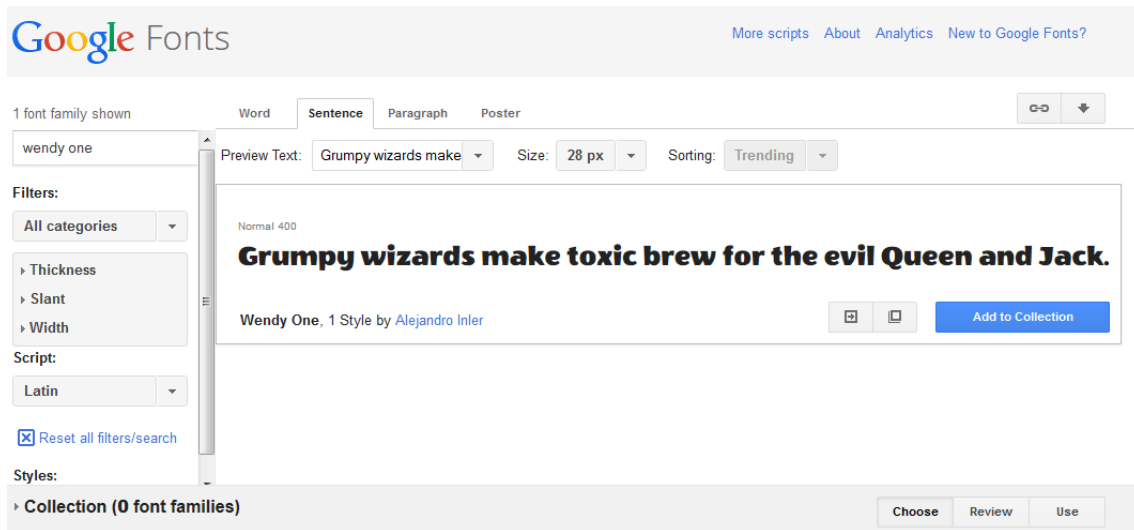 Google Fonts
More scripts About Analytics New to Google Fonts?
1 font family shown
Word Sentence Paragraph Poster
wendy one
Preview Text: Grumpy wizards make Size: 28 px Sorting: Trending
Filters:
All categories
Thickness
Slant
Width
Script:
Latin
Reset all filters/search
Styles:
Normal 400
Grumpy wizards make toxic brew for the evil Queen and Jack.
Wendy One, 1 Style by Alejandro Inler
Add to Collection
Collection (0 font families)
Choose Review Use